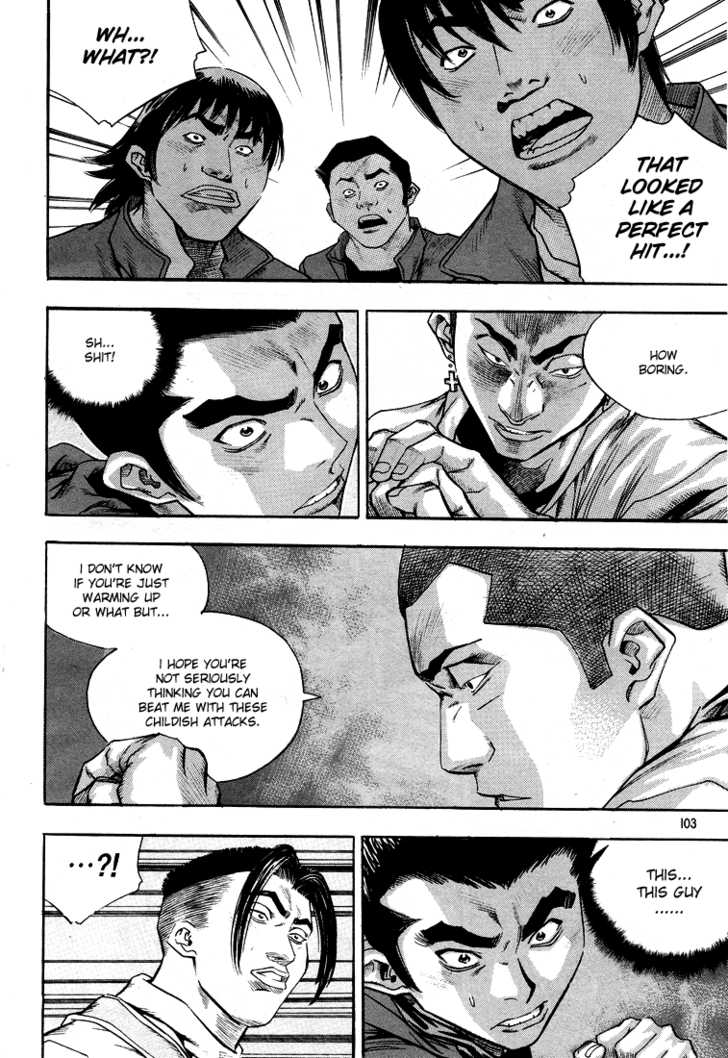 WH...
WHAT?!
THAT
LOOKED
LIKE A
PERFECT
HIT...!
SH...
SHIT!
HOW
BORING.
I DON'T KNOW
IF YOU'RE JUST
WARMING UP
OR WHAT BUT...
I HOPE YOU'RE
NOT SERIOUSLY
THINKING YOU CAN
BEAT ME WITH THESE
CHILDISH ATTACKS.
103
...?!
THIS...
THIS GUY
......